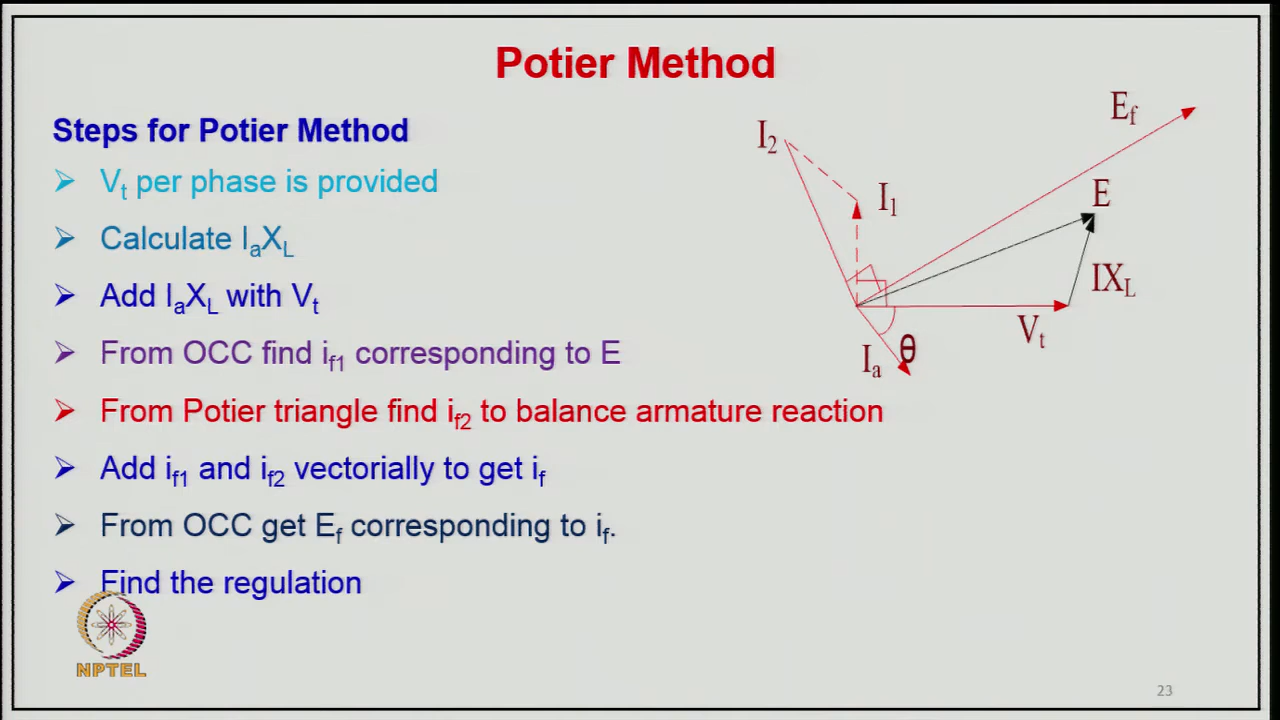 Potier Method
Steps for Potier Method
➢ Vt per phase is provided
➢ Calculate IaXL
➢ Add IaXL with Vt
➢ From OCC find if1 corresponding to E
➢ From Potier triangle find if2 to balance armature reaction
➢ Add if1 and if2 vectorially to get if
➢ From OCC get Ef corresponding to if.
➢ Find the regulation
Ef
I2
E
I1
IXL
Vt
Ia
θ
NPTEL
23